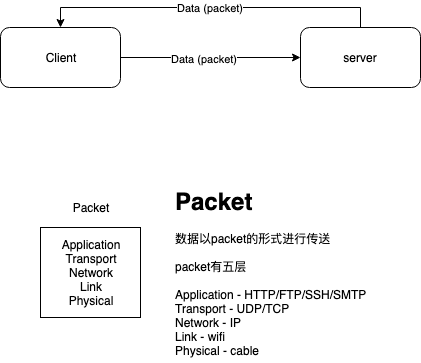 Data (packet)
Client
Data (packet)
server
Packet
Application
Transport
Network
Link
Physical
Packet
数据以packet的形式进行传送
packet有五层
Application - HTTP/FTP/SSH/SMTP
Transport - UDP/TCP
Network - IP
Link - wifi
Physical - cable